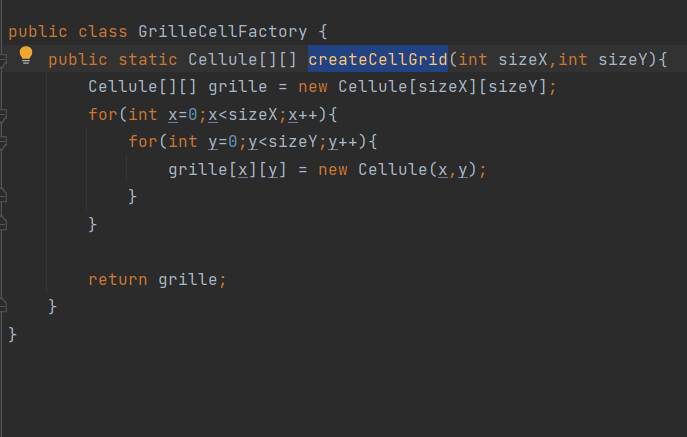 public class GrilleCellFactory {
    public static Cellule[][] createCellGrid(int sizeX,int sizeY){
        Cellule[][] grille = new Cellule[sizeX][sizeY];
        for(int x=0;x<sizeX;x++){
            for(int y=0;y<sizeY;y++){
                grille[x][y] = new Cellule(x,y);
            }
        }

        return grille;
    }
}